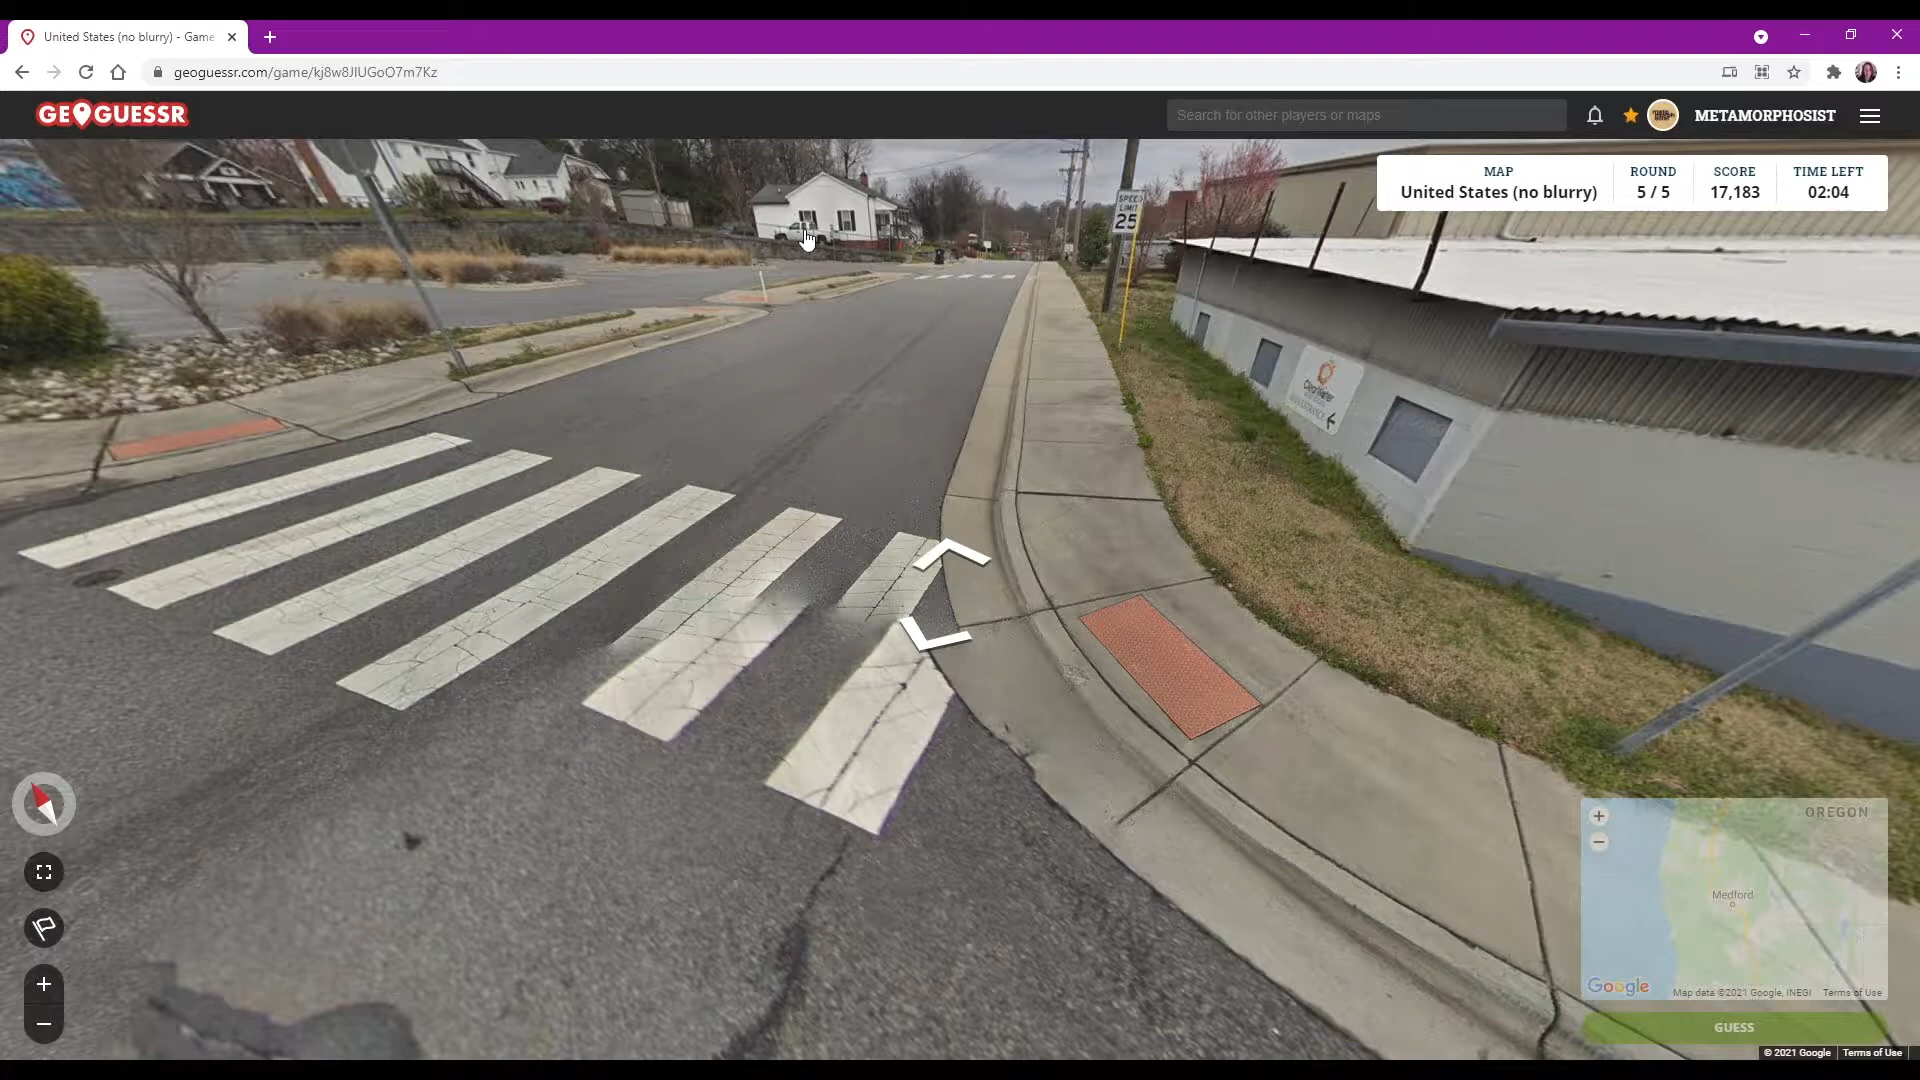 United States (no blurry) - Game
geoguessr.com/game/kj8w8JIUGoO7m7Kz
GEOGUESSR
Search for other players or maps
METAMORPHOSIST
MAP
United States (no blurry)
ROUND
5 / 5
SCORE
17,183
TIME LEFT
02:04
SPEED
LIMIT
25
ClearWater
ENTRANCE
OREGON
Medford
Google
Map data ©2021 Google, INEGI
Terms of Use
GUESS
© 2021 Google
Terms of Use